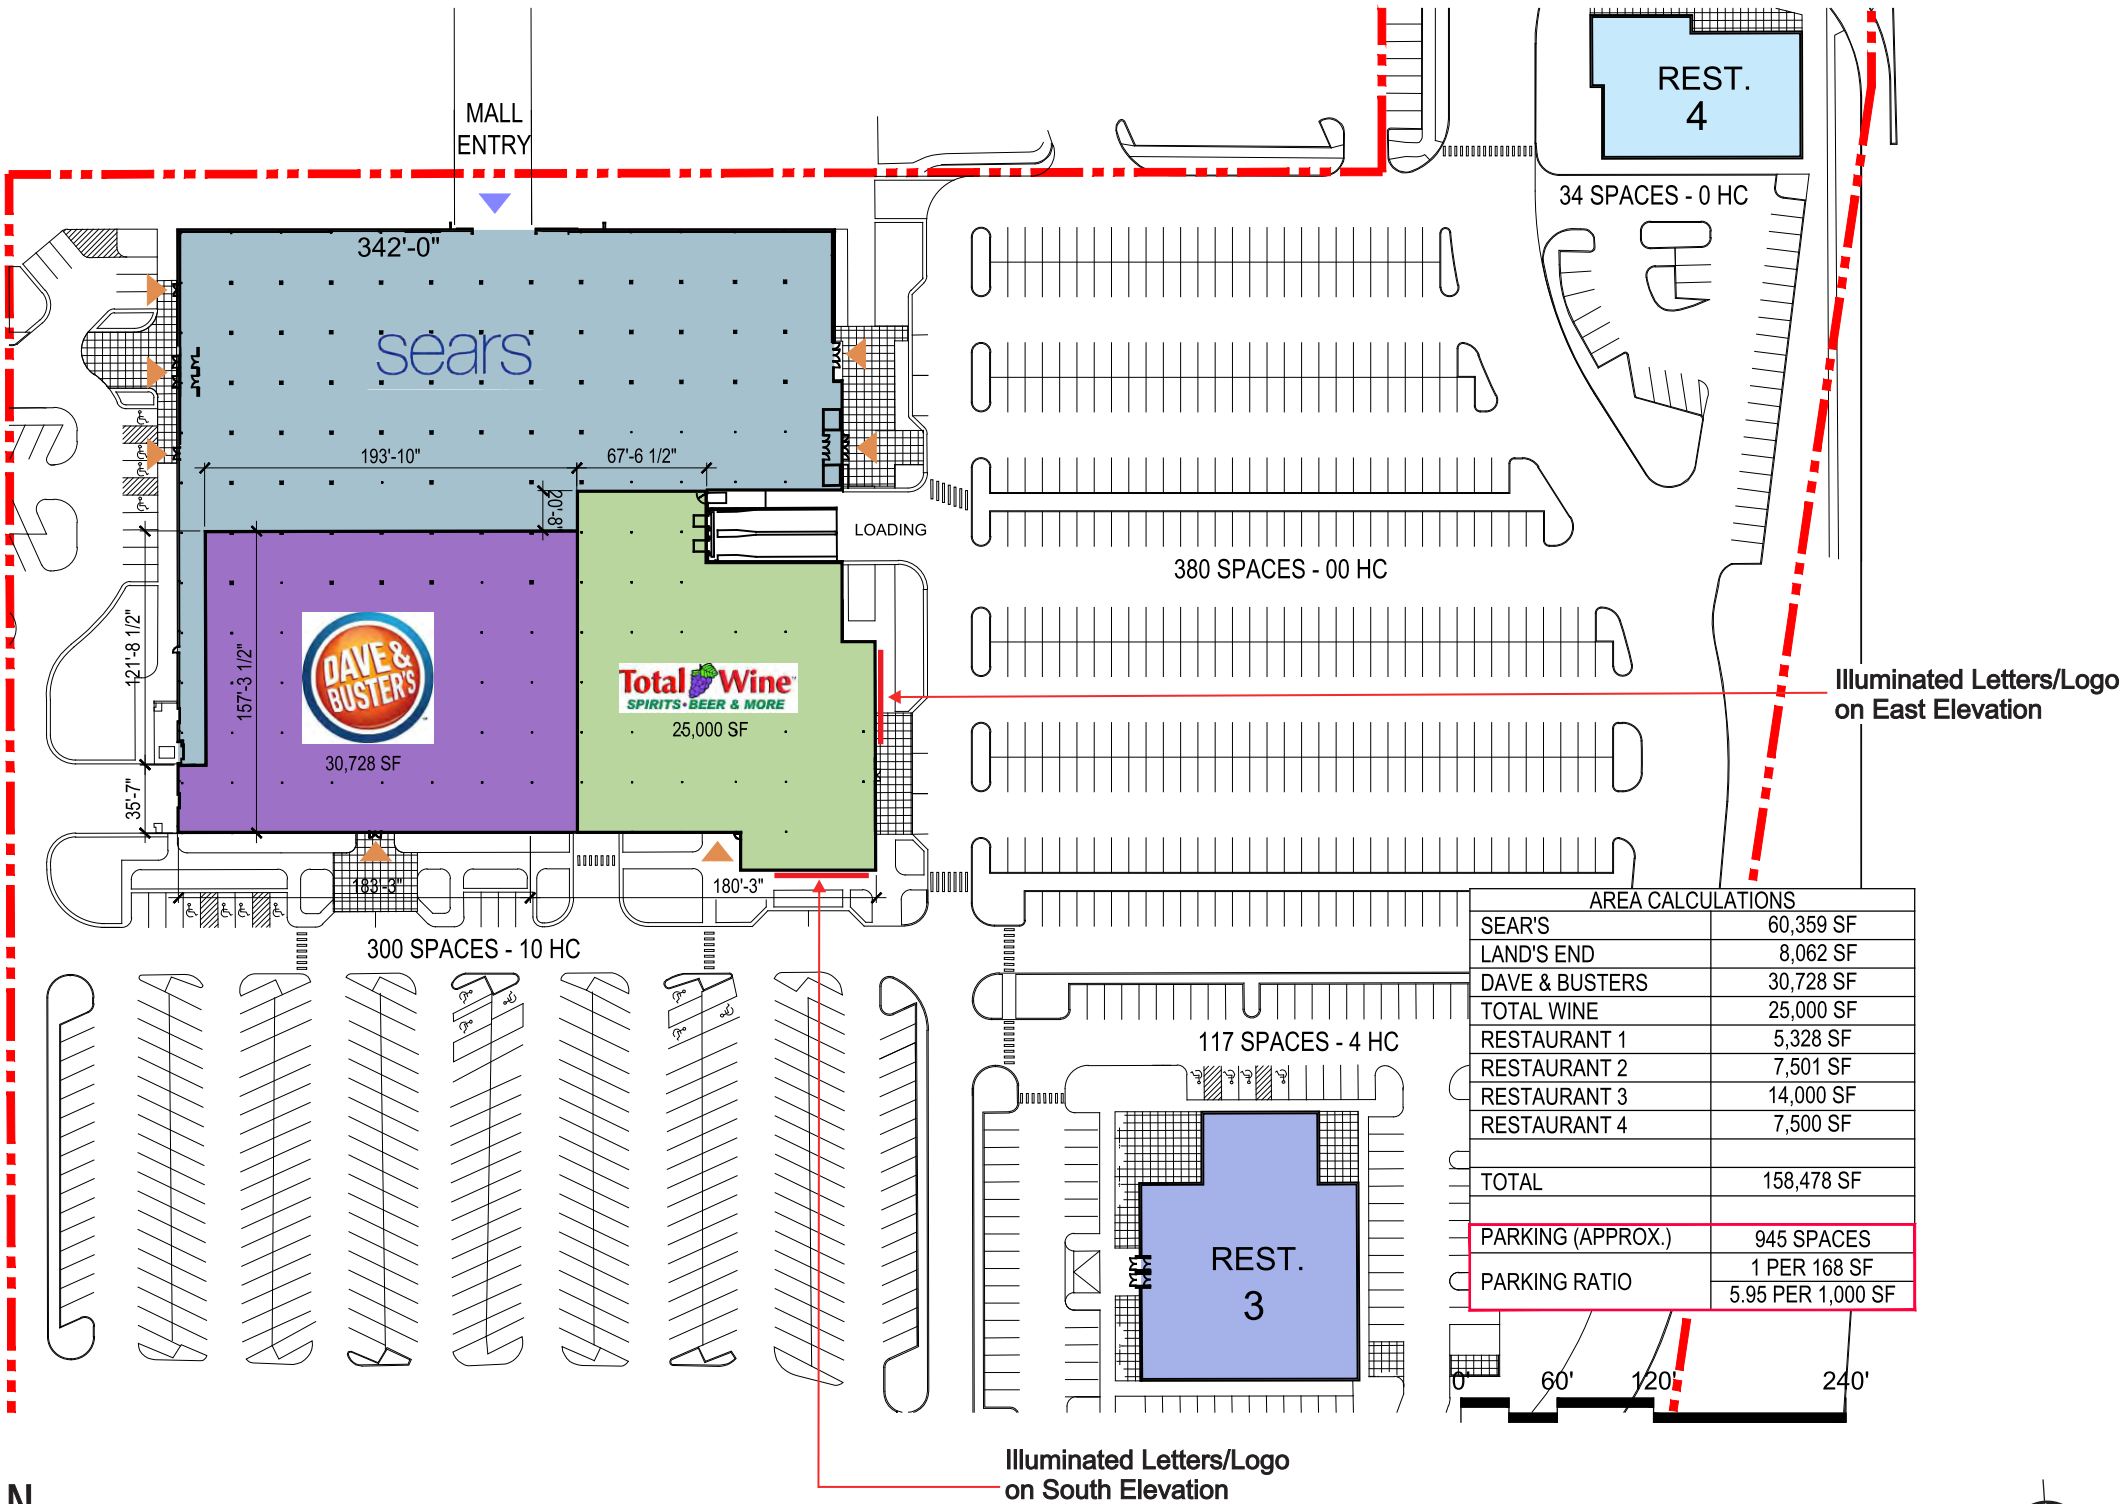 MALL
ENTRY
REST.
4
34 SPACES - 0 HC
342'-0"
sears
193'-10"
67'-6 1/2"
20'-8"
LOADING
380 SPACES - 00 HC
121'-8 1/2"
157'-3 1/2"
DAVE &
BUSTER'S
30,728 SF
Total Wine
SPIRITS•BEER & MORE
25,000 SF
Illuminated Letters/Logo
on East Elevation
35'-7"
183'-3"
180'-3"
300 SPACES - 10 HC
117 SPACES - 4 HC
REST.
3
AREA CALCULATIONS
SEAR'S 60,359 SF
LAND'S END 8,062 SF
DAVE & BUSTERS 30,728 SF
TOTAL WINE 25,000 SF
RESTAURANT 1 5,328 SF
RESTAURANT 2 7,501 SF
RESTAURANT 3 14,000 SF
RESTAURANT 4 7,500 SF
TOTAL 158,478 SF
PARKING (APPROX.) 945 SPACES
PARKING RATIO 1 PER 168 SF
5.95 PER 1,000 SF
0' 60' 120' 240'
Illuminated Letters/Logo
on South Elevation
N